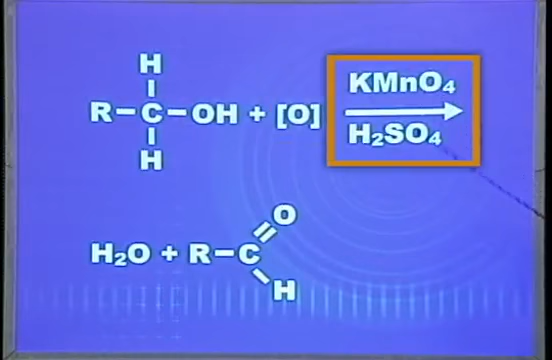 H
R-C-OH + [O]
KMnO₄
H₂SO₄
H
O
H₂O + R-C
H